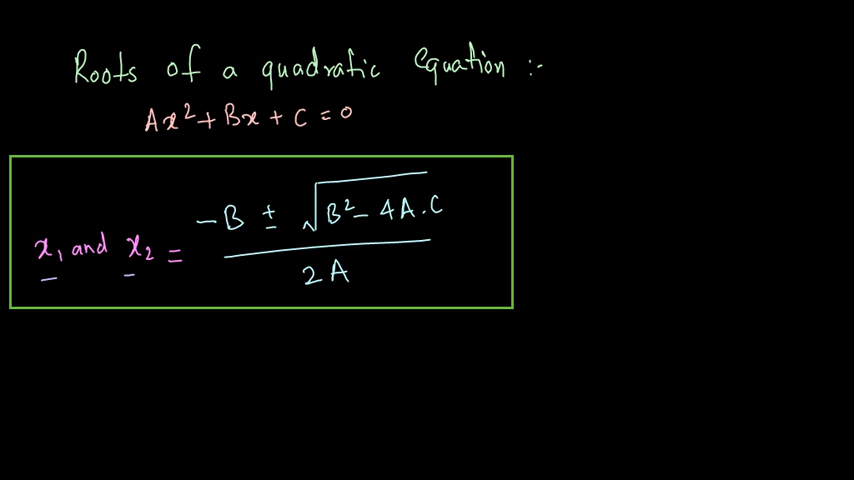 Roots of a quadratic equation :-
Ax² + Bx + C = 0
x₁ and x₂ = (-B ± √(B² - 4A.C)) / 2A